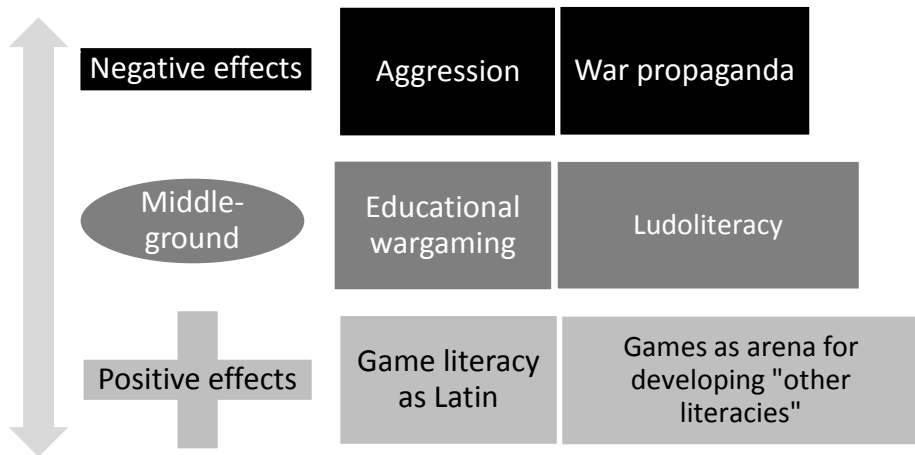 Negative effects
Aggression
War propaganda
Middle-
ground
Educational
wargaming
Ludoliteracy
Positive effects
Game literacy
as Latin
Games as arena for
developing "other
literacies"